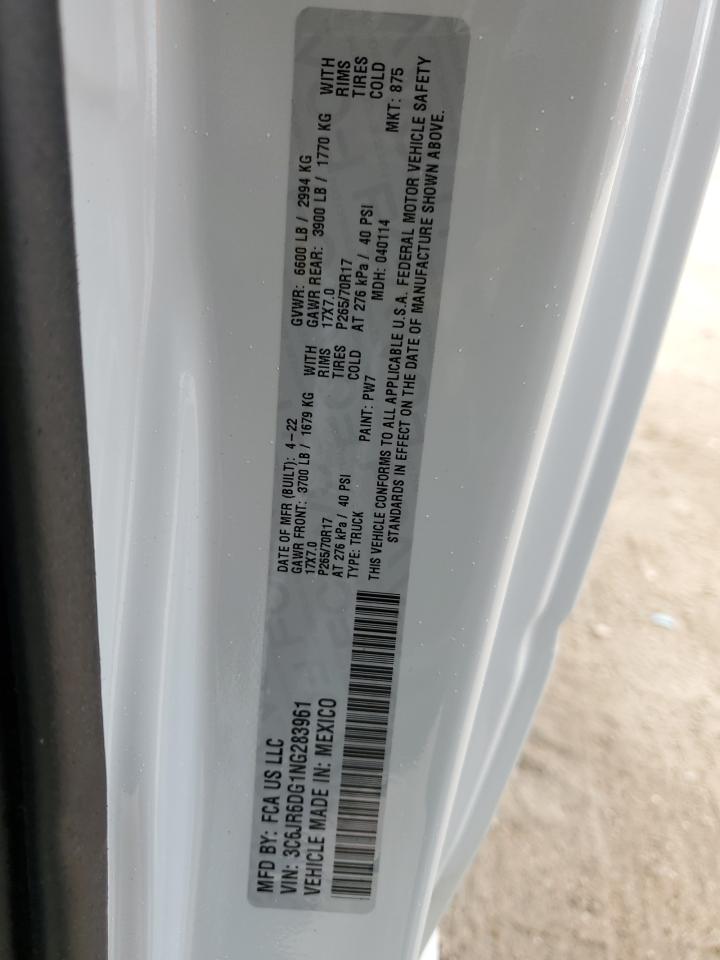 MFD BY: FCA US LLC
VIN: 3C6JR6DG1NG283961
VEHICLE MADE IN: MEXICO
DATE OF MFR (BUILT): 4-22
GAWR FRONT: 3700 LB / 1679 KG WITH
17X7.0 RIMS
P265/70R17 TIRES
AT 276 kPa / 40 PSI COLD
TYPE: TRUCK PAINT: PW7
GVWR: 6600 LB / 2994 KG
GAWR REAR: 3900 LB / 1770 KG WITH
17X7.0 RIMS
P265/70R17 TIRES
AT 276 kPa / 40 PSI COLD
MDH: 040114 MKT: 875
THIS VEHICLE CONFORMS TO ALL APPLICABLE U.S.A. FEDERAL MOTOR VEHICLE SAFETY
STANDARDS IN EFFECT ON THE DATE OF MANUFACTURE SHOWN ABOVE.